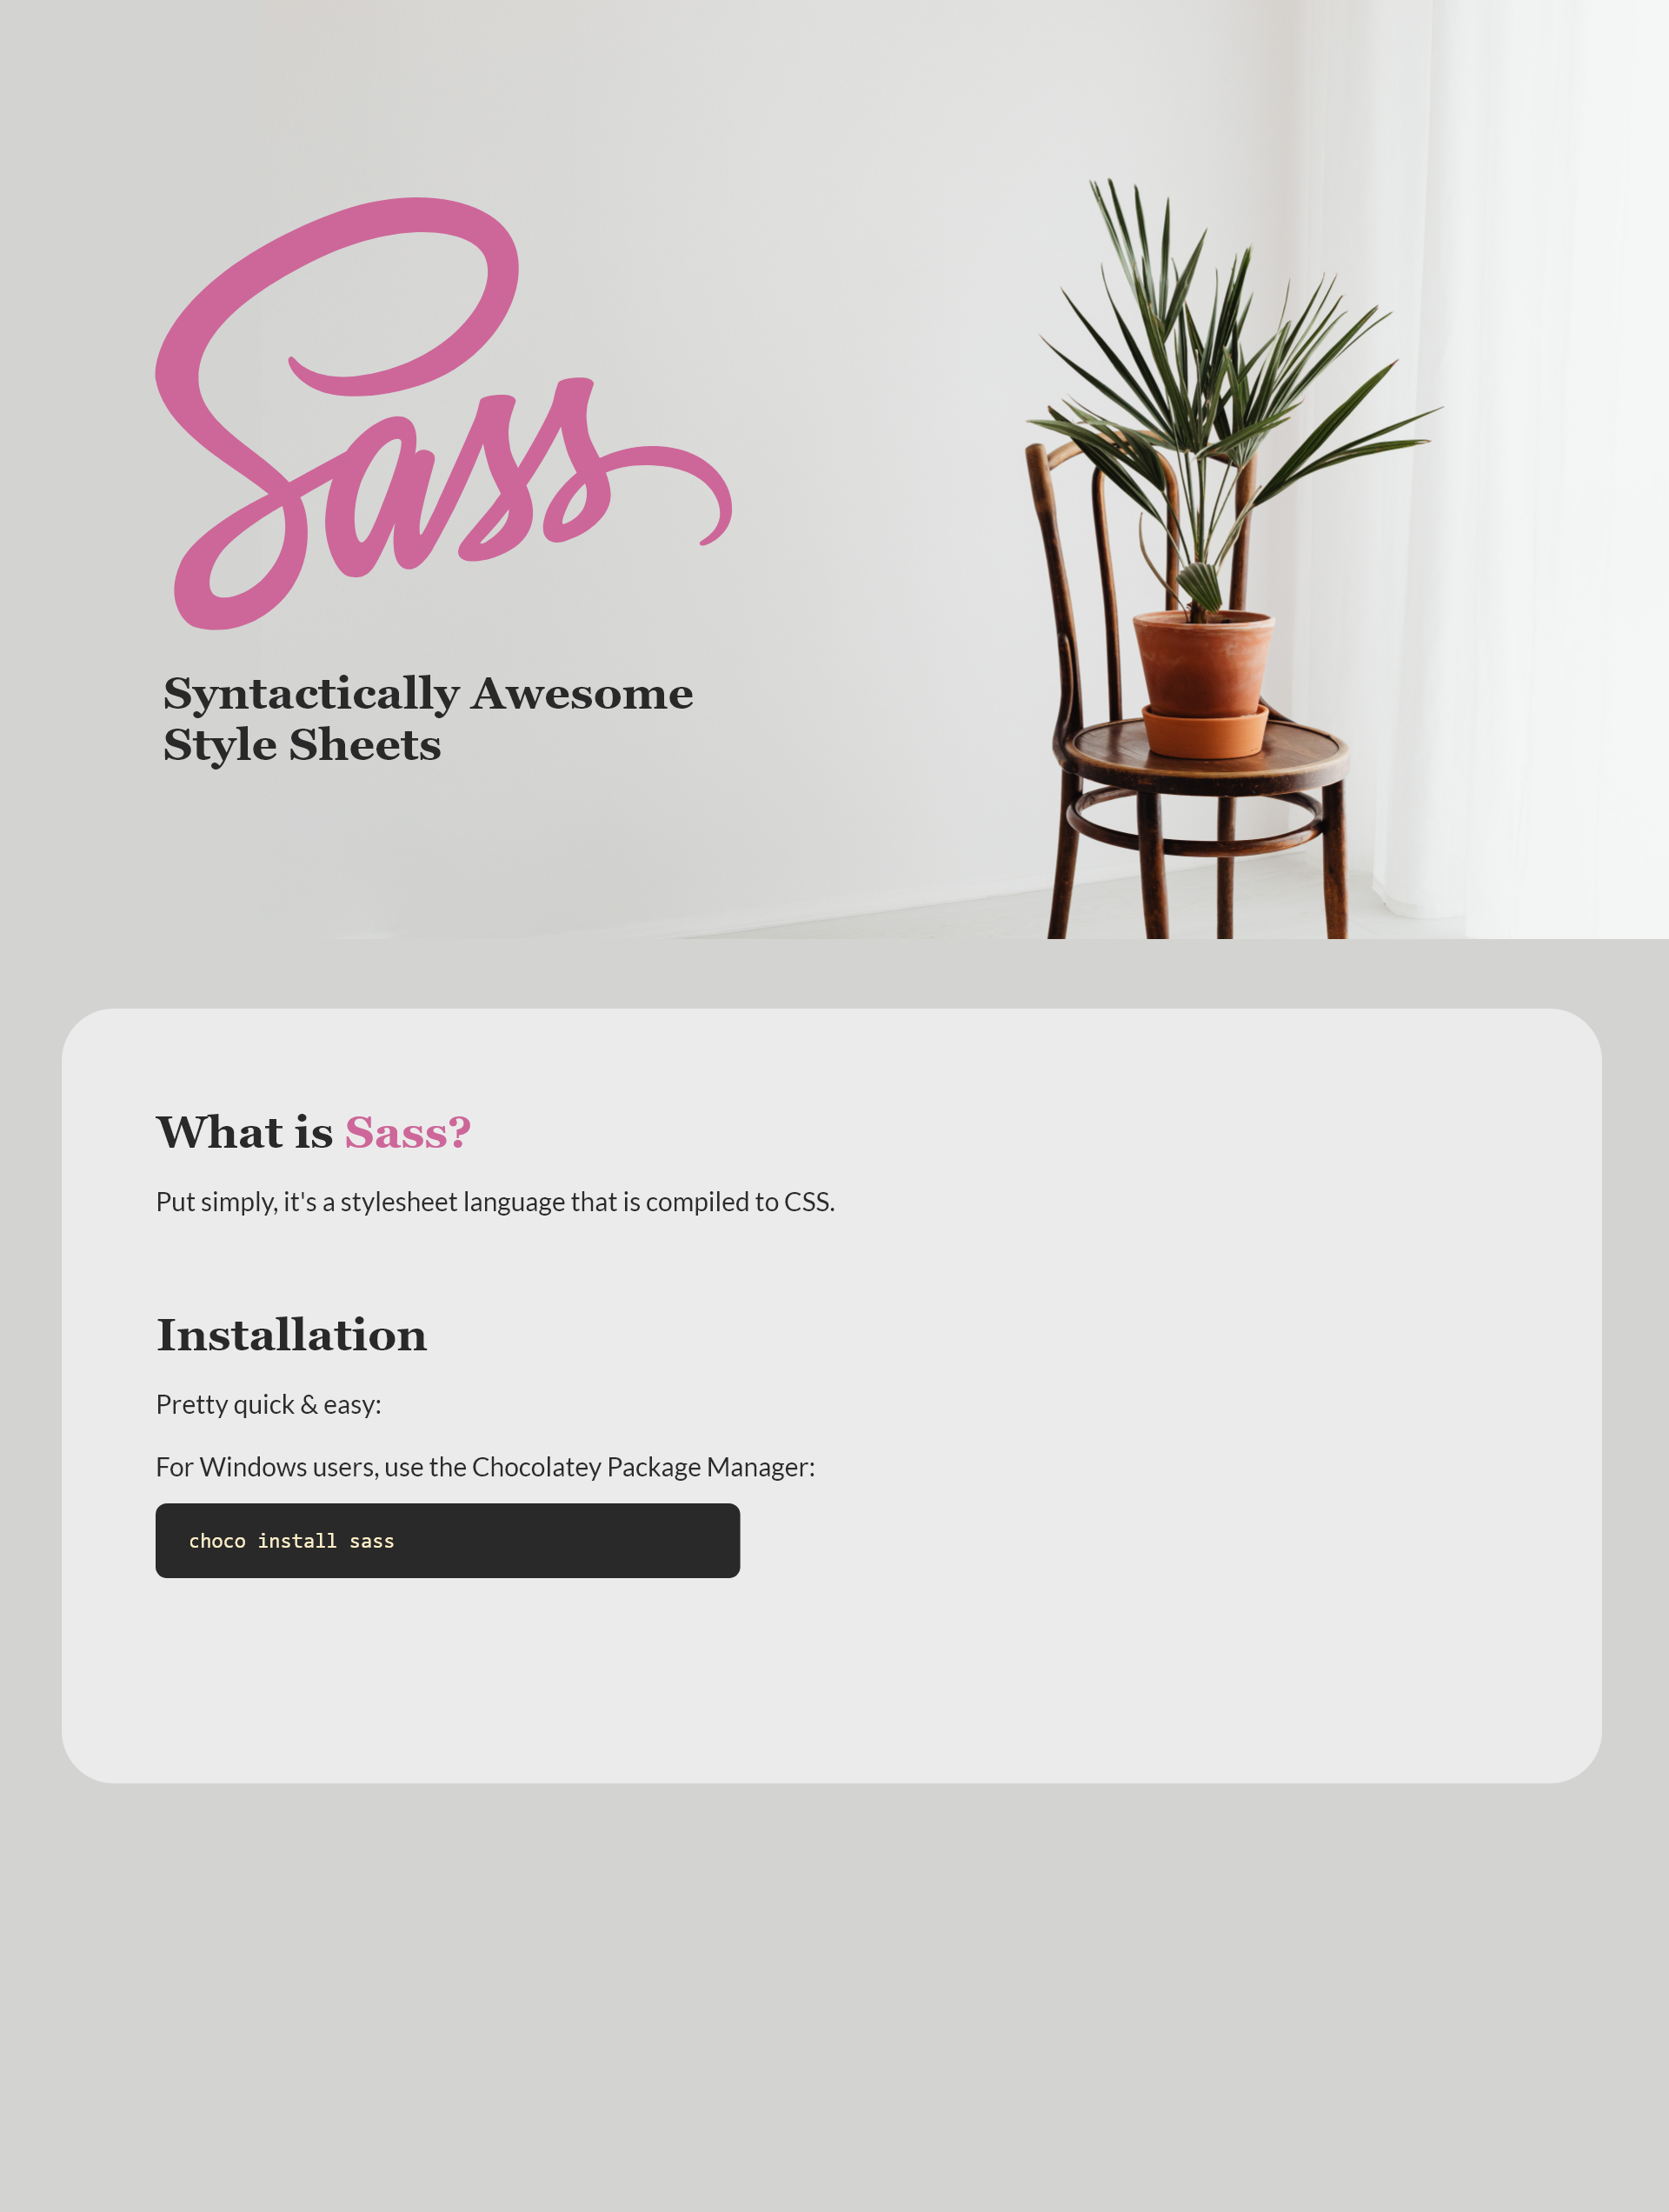 Sass
Syntactically Awesome
Style Sheets
What is Sass?
Put simply, it's a stylesheet language that is compiled to CSS.
Installation
Pretty quick & easy:
For Windows users, use the Chocolatey Package Manager:
choco install sass